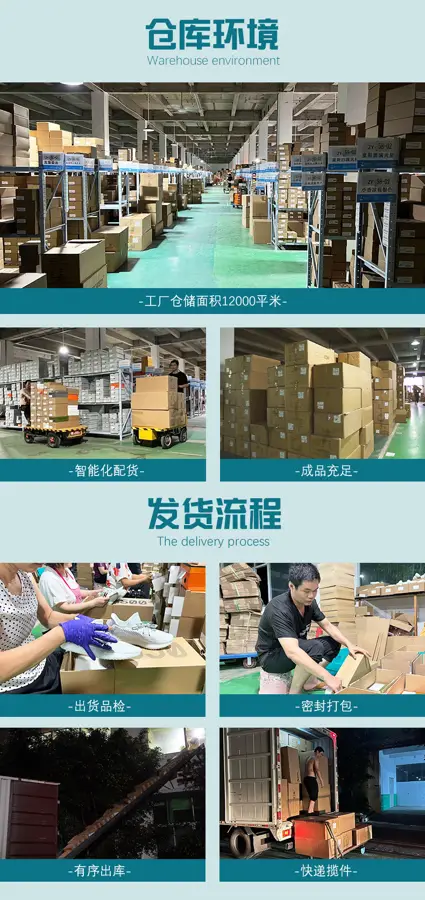 仓库环境
Warehouse environment
-工厂仓储面积12000平米-
-智能化配货-
-成品充足-
发货流程
The delivery process
-出货品检-
-密封打包-
-有序出库-
-快递揽件-